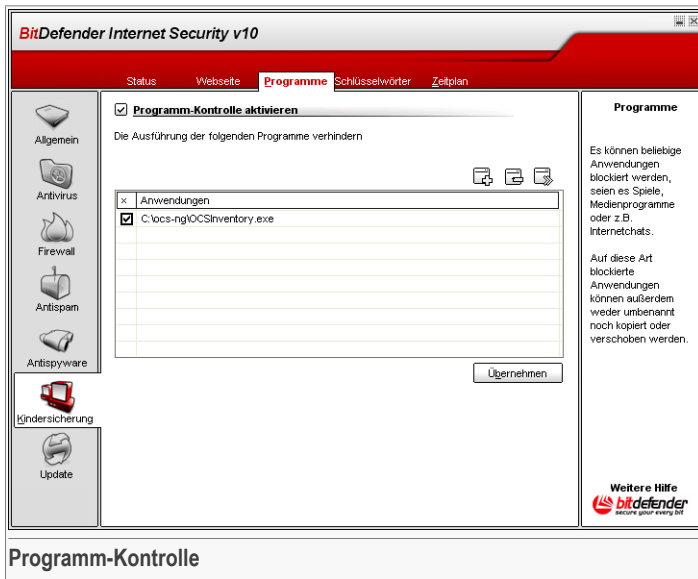 BitDefender Internet Security v10
Status Webseite Programme Schlüsselwörter Zeitplan
Allgemein
Antivirus
Firewall
Antispam
Antispyware
Kindersicherung
Update
Programm-Kontrolle aktivieren
Die Ausführung der folgenden Programme verhindern
× Anwendungen
C:\ocs-ng\OCSInventory.exe
Übernehmen
Programme
Es können beliebige
Anwendungen
blockiert werden,
seien es Spiele,
Medienprogramme
oder z.B.
Internetchats.
Auf diese Art
blockierte
Anwendungen
können außerdem
weder umbenannt
noch kopiert oder
verschoben werden.
Weitere Hilfe
bitdefender
secure your every bit
Programm-Kontrolle